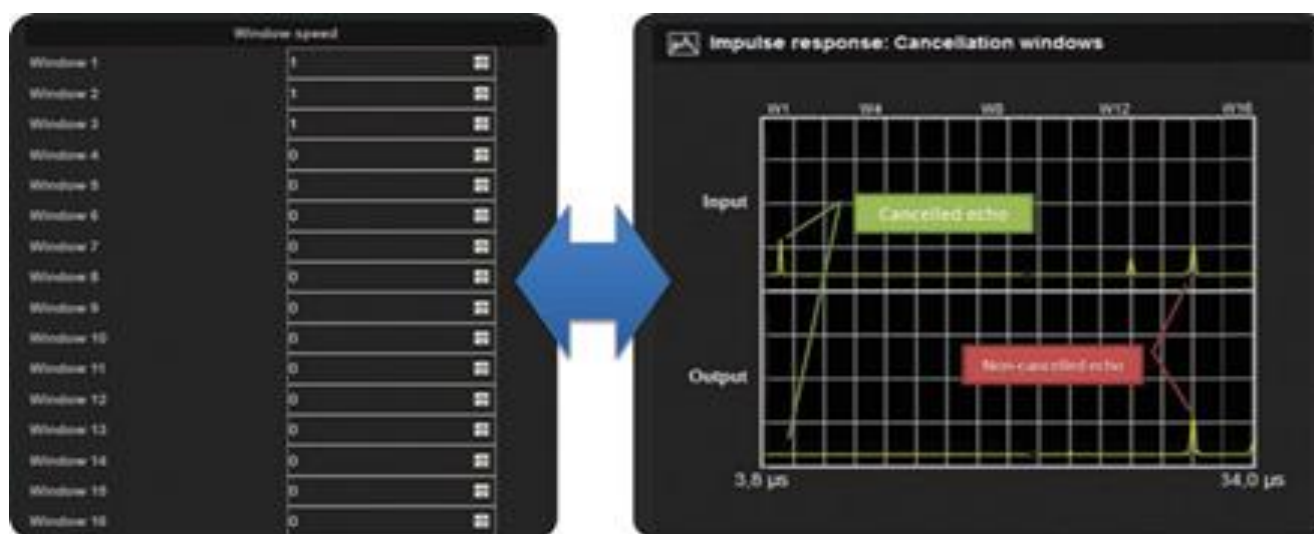 Window speed
Window 1 1
Window 2 1
Window 3 1
Window 4 0
Window 5 0
Window 6 0
Window 7 0
Window 8 0
Window 9 0
Window 10 0
Window 11 0
Window 12 0
Window 13 0
Window 14 0
Window 15 0
Window 16 0
Impulse response: Cancellation windows
W1 W4 W8 W12 W16
Input
Cancelled echo
Non-cancelled echo
Output
3,8 µs 34,0 µs